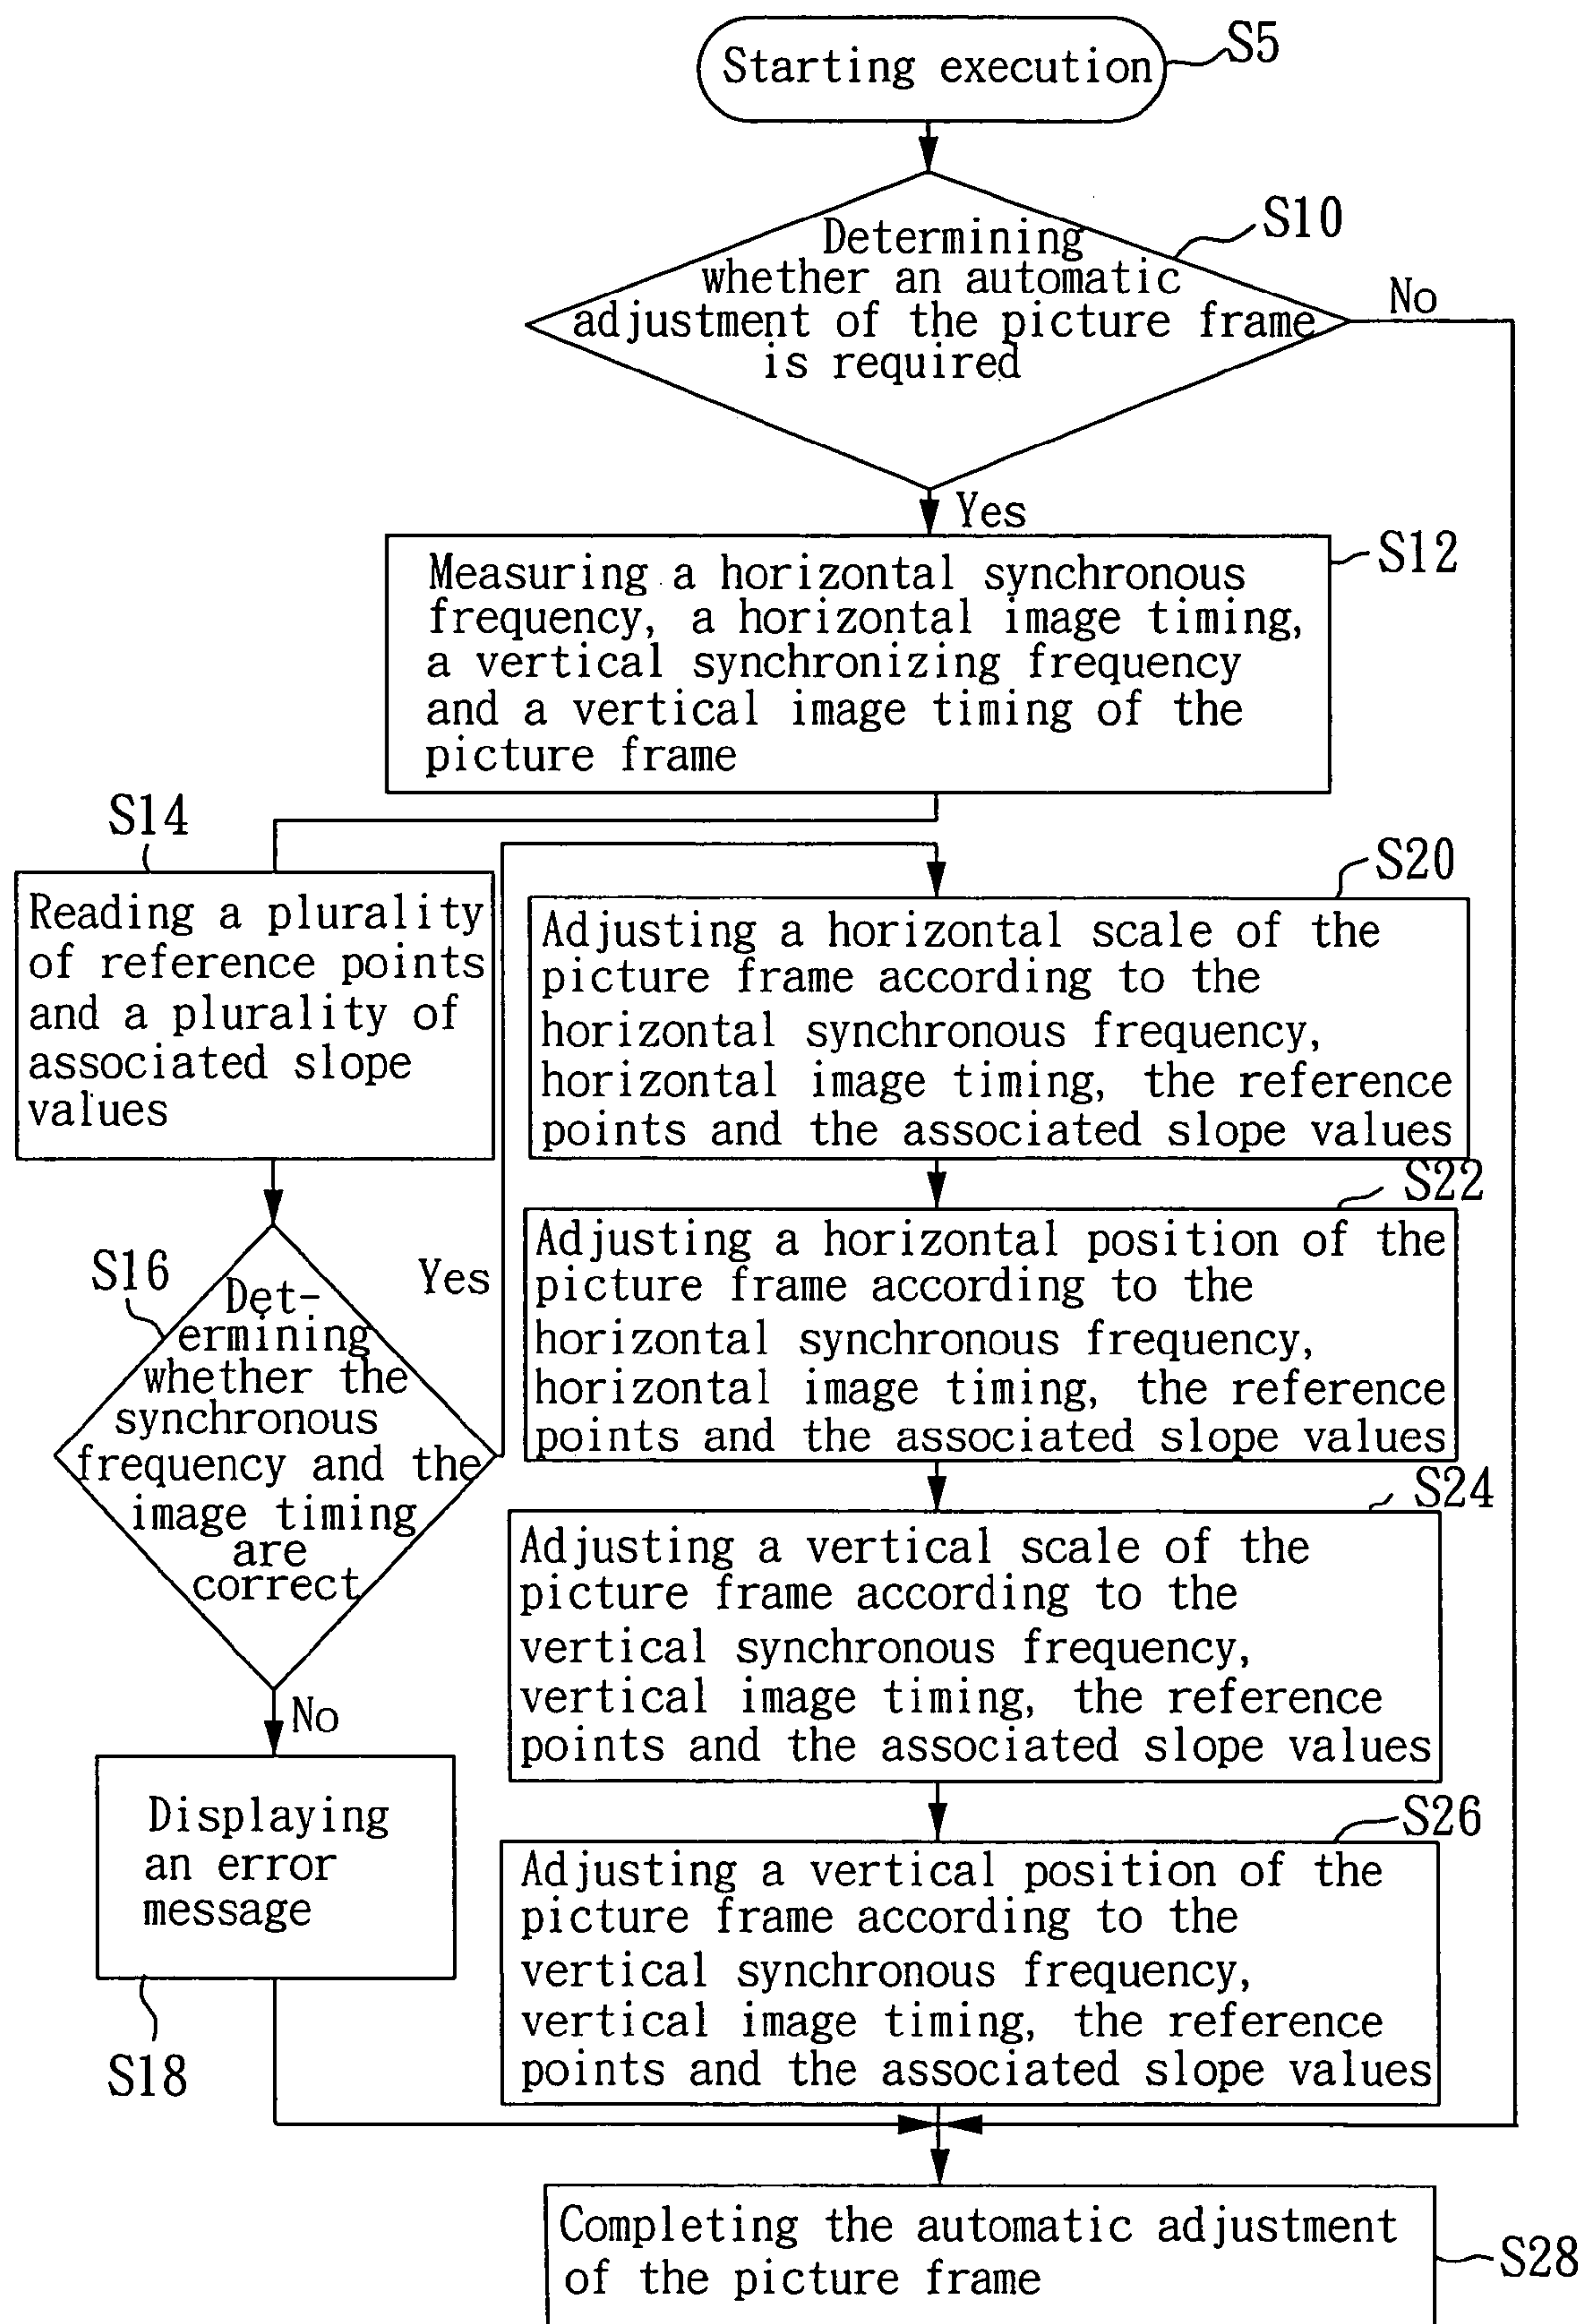 Starting execution
S5
Determining
whether an automatic
adjustment of the picture frame
is required
S10
No
Yes
Measuring a horizontal synchronous
frequency, a horizontal image timing,
a vertical synchronizing frequency
and a vertical image timing of the
picture frame
S12
S14
Reading a plurality
of reference points
and a plurality of
associated slope
values
S16
Det-
ermining
whether the
synchronous
frequency and the
image timing
are
correct
Yes
No
Displaying
an error
message
S18
S20
Adjusting a horizontal scale of the
picture frame according to the
horizontal synchronous frequency,
horizontal image timing, the reference
points and the associated slope values
S22
Adjusting a horizontal position of the
picture frame according to the
horizontal synchronous frequency,
horizontal image timing, the reference
points and the associated slope values
S24
Adjusting a vertical scale of the
picture frame according to the
vertical synchronous frequency,
vertical image timing, the reference
points and the associated slope values
S26
Adjusting a vertical position of the
picture frame according to the
vertical synchronous frequency,
vertical image timing, the reference
points and the associated slope values
Completing the automatic adjustment
of the picture frame
S28